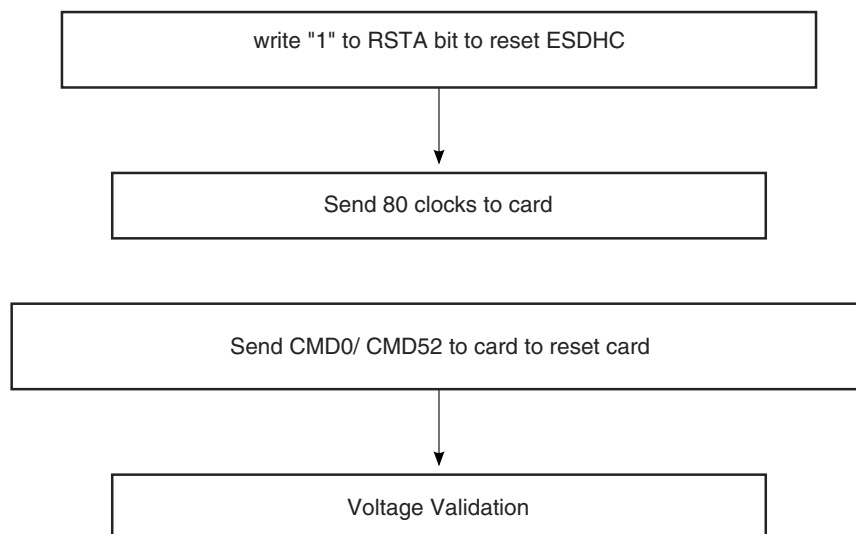 write "1" to RSTA bit to reset ESDHC
Send 80 clocks to card
Send CMD0/ CMD52 to card to reset card
Voltage Validation